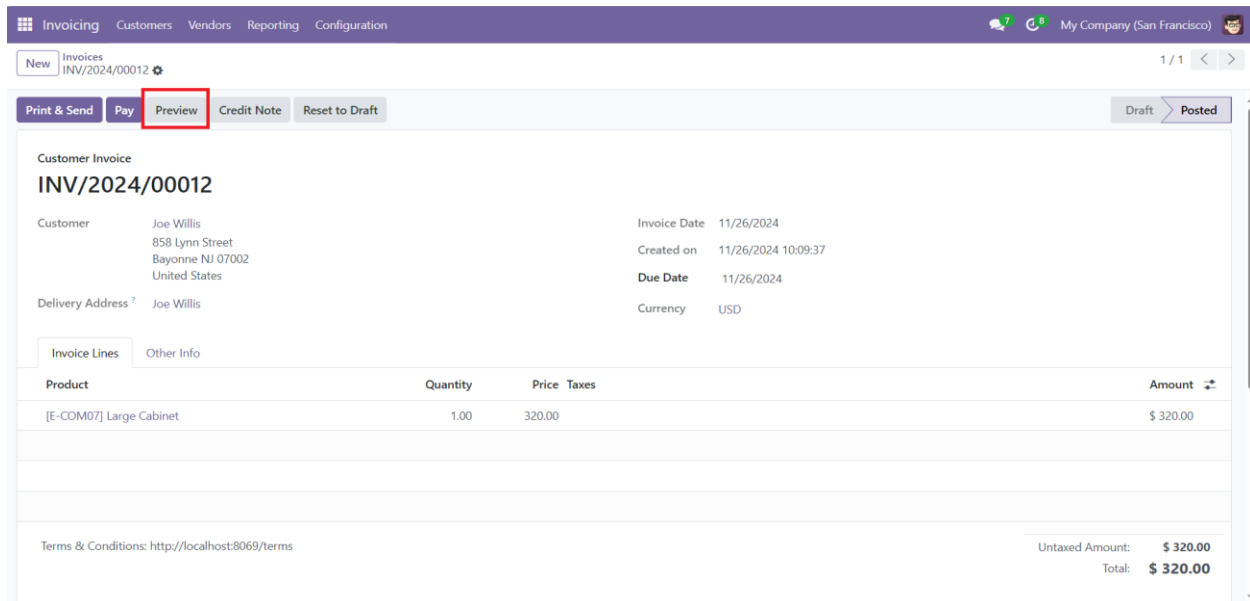 Invoicing Customers Vendors Reporting Configuration 7 8 My Company (San Francisco)
New Invoices 1 / 1
INV/2024/00012
Print & Send Pay Preview Credit Note Reset to Draft Draft Posted
Customer Invoice
INV/2024/00012
Customer Joe Willis Invoice Date 11/26/2024
858 Lynn Street
Bayonne NJ 07002 Created on 11/26/2024 10:09:37
United States Due Date 11/26/2024
Delivery Address ? Joe Willis Currency USD
Invoice Lines Other Info
Product Quantity Price Taxes Amount
[E-COM07] Large Cabinet 1.00 320.00 $ 320.00
Terms & Conditions: http://localhost:8069/terms Untaxed Amount: $ 320.00
Total: $ 320.00